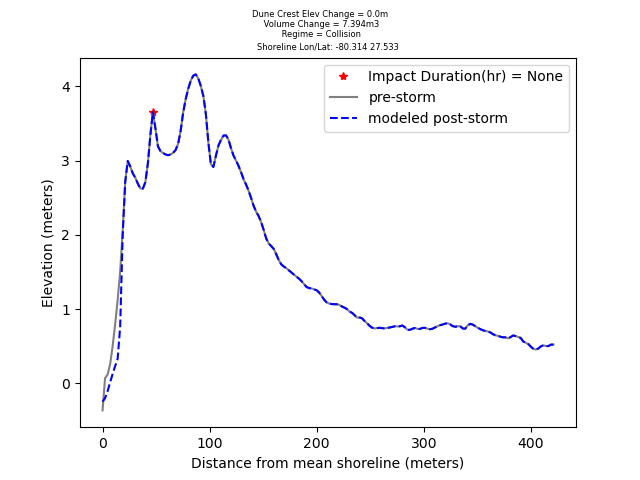 Dune Crest Elev Change = 0.0m
Volume Change = 7.394m3
Regime = Collision
Shoreline Lon/Lat: -80.314 27.533
Impact Duration(hr) = None
pre-storm
modeled post-storm
Elevation (meters)
4
3
2
1
0
0 100 200 300 400
Distance from mean shoreline (meters)